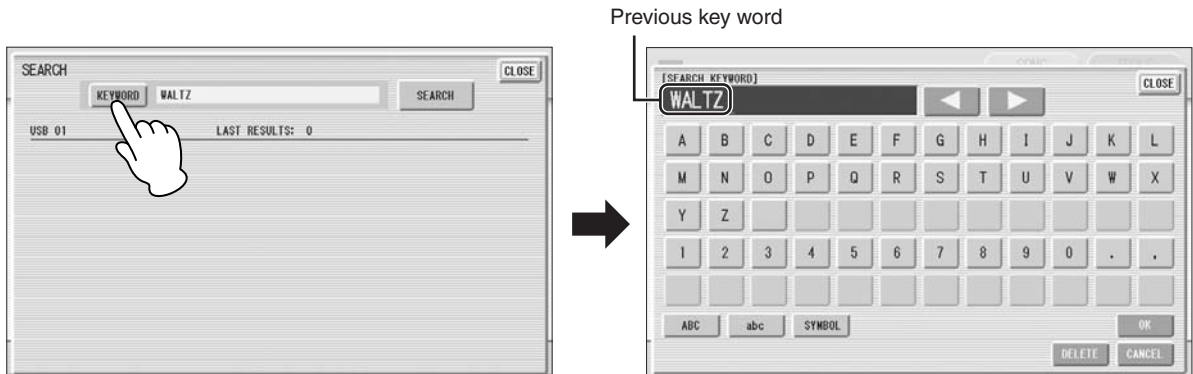 Previous key word
SEARCH
CLOSE
KEYWORD WALTZ SEARCH
USB 01 LAST RESULTS: 0
[SEARCH KEYWORD]
CLOSE
WALTZ
A B C D E F G H I J K L
M N O P Q R S T U V W X
Y Z
1 2 3 4 5 6 7 8 9 0 . ,
ABC abc SYMBOL OK
DELETE CANCEL